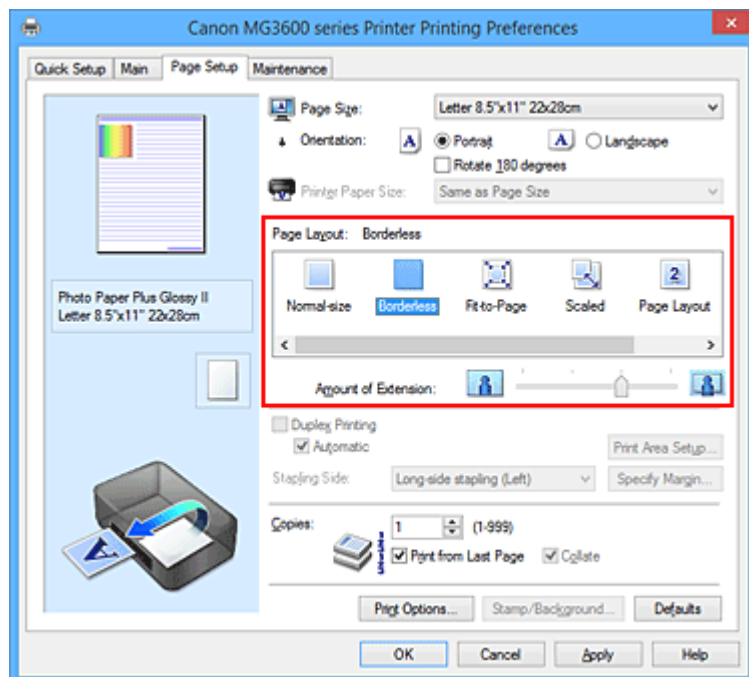 Canon MG3600 series Printer Printing Preferences
Quick Setup Main Page Setup Maintenance
Page Size: Letter 8.5"x11" 22x28cm
Orientation: A Portrait A Landscape
Rotate 180 degrees
Printer Paper Size: Same as Page Size
Page Layout: Borderless
2
Normal-size Borderless Fit-to-Page Scaled Page Layout
Photo Paper Plus Glossy II
Letter 8.5"x11" 22x28cm
Amount of Extension:
Duplex Printing
Automatic
Print Area Setup...
Stapling Side: Long-side stapling (Left) Specify Margin...
Copies: 1 (1-999)
Print from Last Page Collate
A
Print Options... Stamp/Background... Defaults
OK Cancel Apply Help